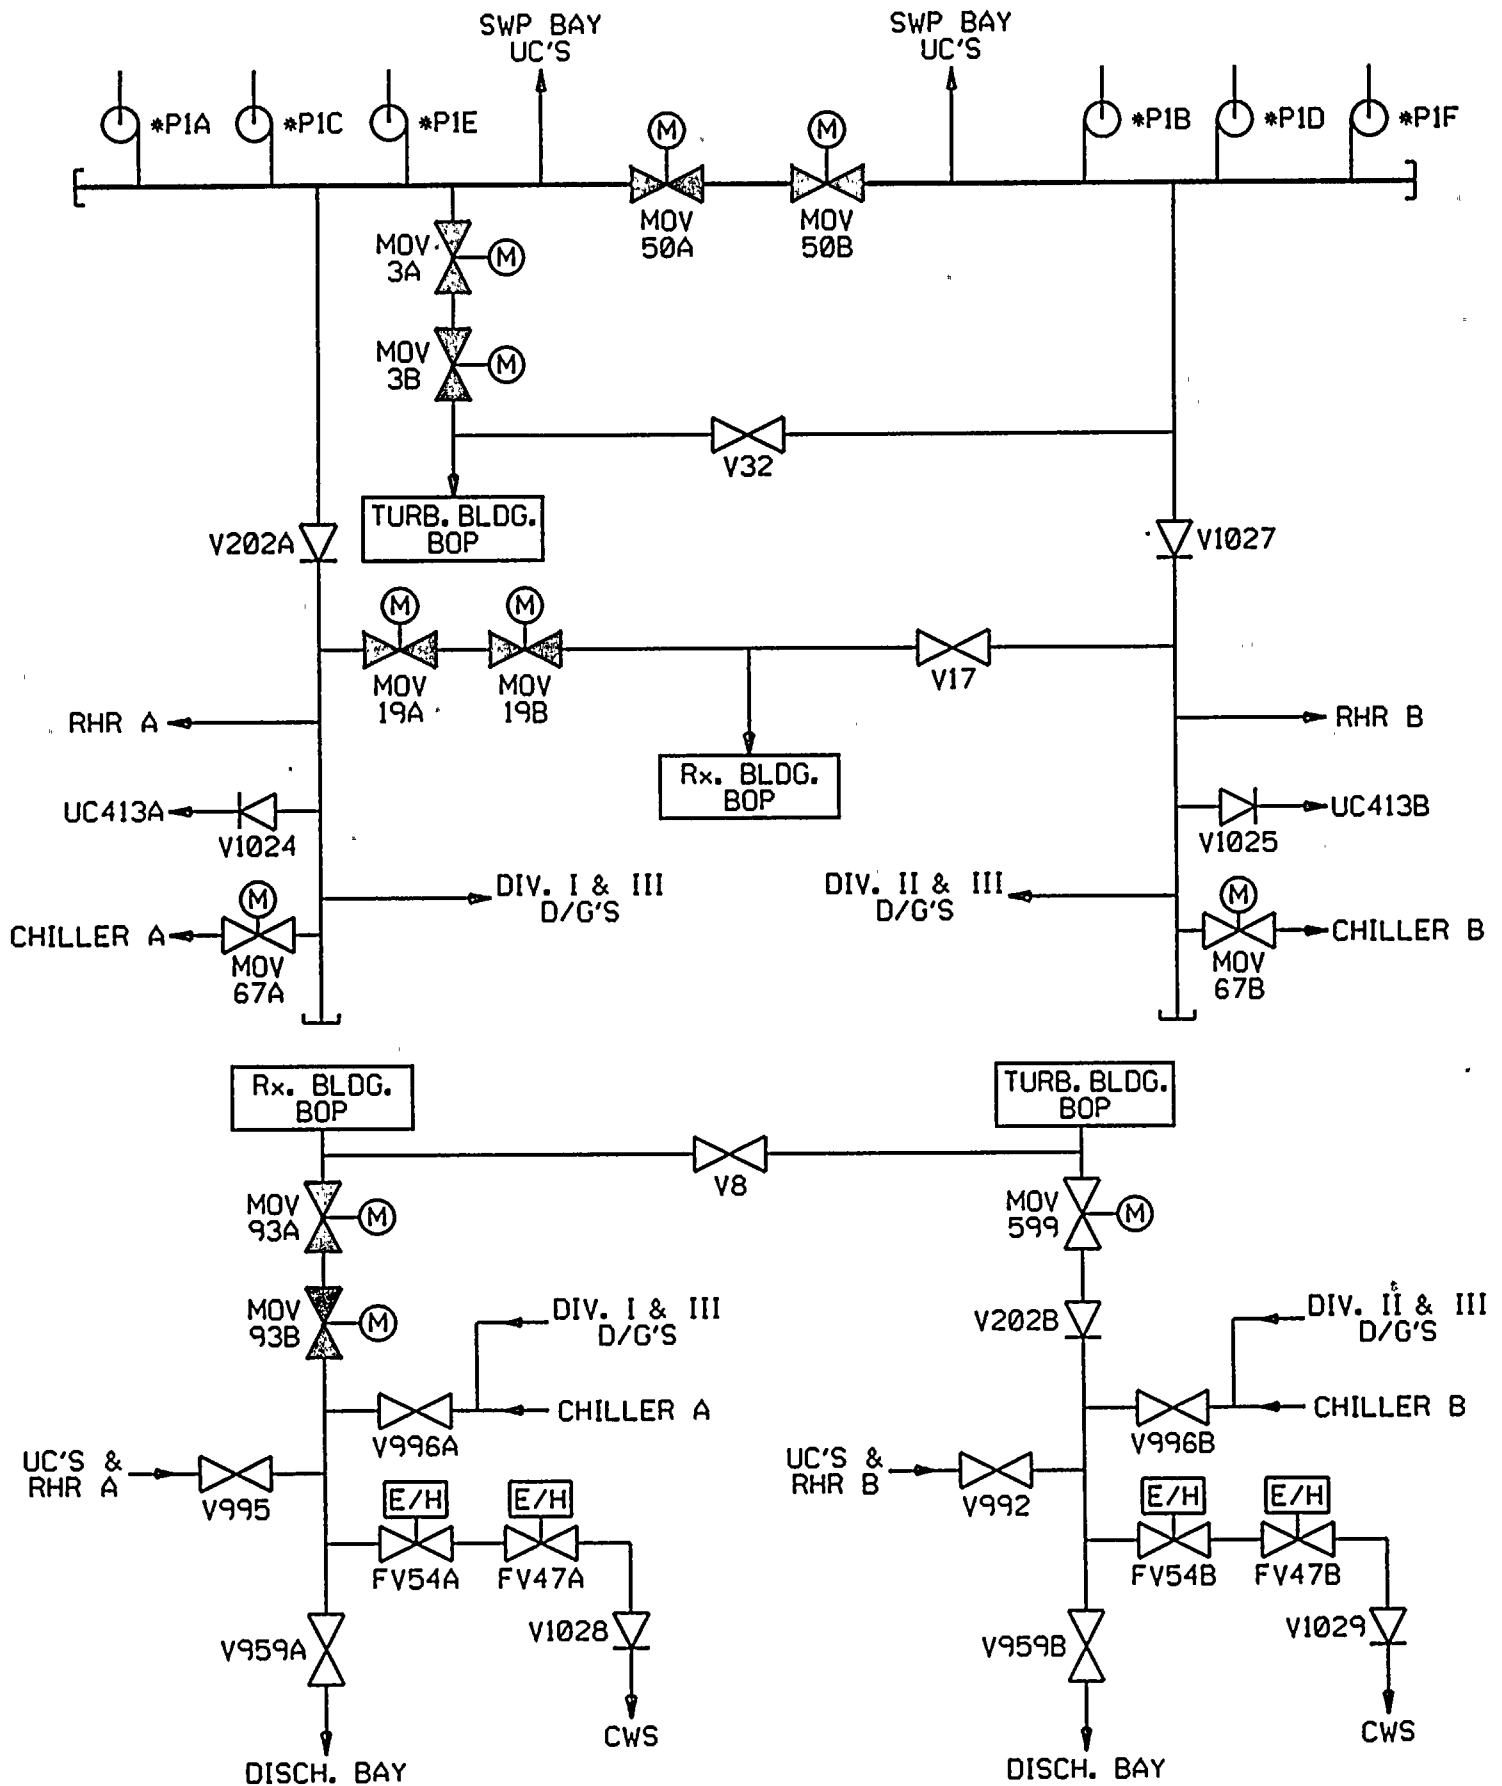 SWP BAY
UC'S
SWP BAY
UC'S
*P1A
*P1C
*P1E
M
M
*P1B
*P1D
*P1F
MOV
50A
MOV
50B
MOV
3A
M
MOV
3B
M
V32
TURB. BLDG.
BOP
V202A
V1027
M
M
MOV
19A
MOV
19B
V17
RHR A
RHR B
Rx. BLDG.
BOP
UC413A
V1024
UC413B
V1025
DIV. I & III
D/G'S
DIV. II & III
D/G'S
M
M
CHILLER A
CHILLER B
MOV
67A
MOV
67B
Rx. BLDG.
BOP
TURB. BLDG.
BOP
V8
MOV
93A
M
MOV
599
M
MOV
93B
M
DIV. I & III
D/G'S
V202B
DIV. II & III
D/G'S
CHILLER A
V996A
CHILLER B
V996B
UC'S &
RHR A
V995
UC'S &
RHR B
V992
E/H
E/H
E/H
E/H
FV54A
FV47A
FV54B
FV47B
V959A
V1028
V959B
V1029
CWS
CWS
DISCH. BAY
DISCH. BAY